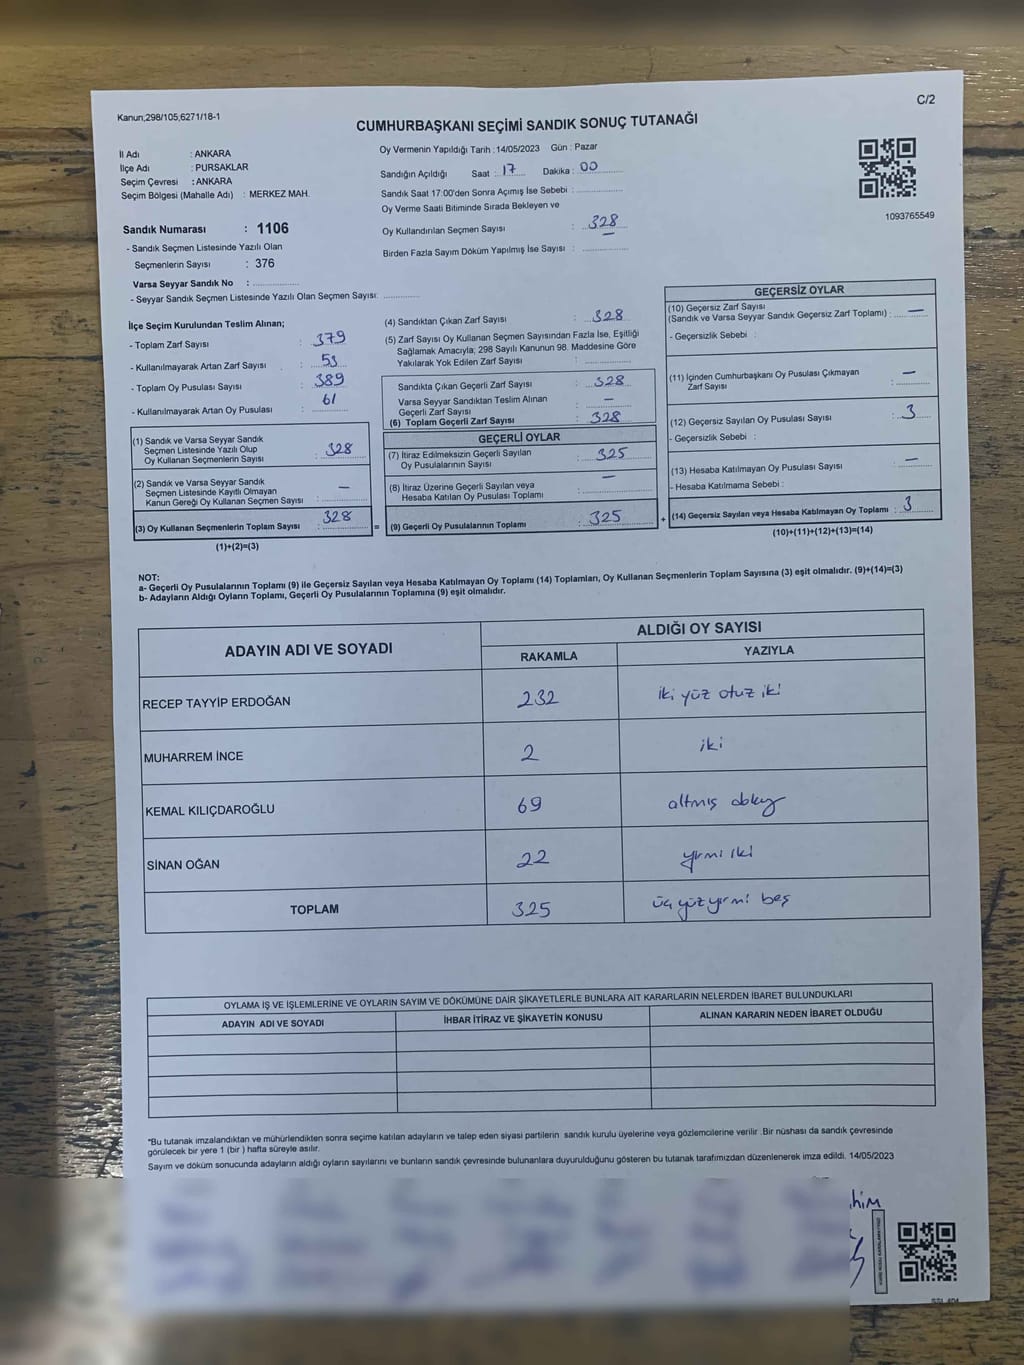 C/2
Kanun,298/105,6271/18-1
CUMHURBAŞKANI SEÇİMİ SANDIK SONUÇ TUTANAĞI
İl Adı : ANKARA
İlçe Adı : PURSAKLAR
Seçim Çevresi : ANKARA
Seçim Bölgesi (Mahalle Adı) : MERKEZ MAH.
Oy Vermenin Yapıldığı Tarih : 14/05/2023 Gün : Pazar
Sandığın Açıldığı Saat : 17 Dakika : 00
Sandık Saat 17:00'den Sonra Açımış İse Sebebi :
Oy Verme Saati Bitiminde Sırada Bekleyen ve
Oy Kullandırılan Seçmen Sayısı : 328
Birden Fazla Sayım Döküm Yapılmış İse Sayısı :
1093765549
Sandık Numarası : 1106
- Sandık Seçmen Listesinde Yazılı Olan
Seçmenlerin Sayısı : 376
Varsa Seyyar Sandık No :
- Seyyar Sandık Seçmen Listesinde Yazılı Olan Seçmen Sayısı:
İlçe Seçim Kurulundan Teslim Alınan;
- Toplam Zarf Sayısı : 379
- Kullanılmayarak Artan Zarf Sayısı : 51
- Toplam Oy Pusulası Sayısı : 389
- Kullanılmayarak Artan Oy Pusulası : 61
(1) Sandık ve Varsa Seyyar Sandık
Seçmen Listesinde Yazılı Olup
Oy Kullanan Seçmenlerin Sayısı : 328
(2) Sandık ve Varsa Seyyar Sandık
Seçmen Listesinde Kayıtlı Olmayan
Kanun Gereği Oy Kullanan Seçmen Sayısı : —
(3) Oy Kullanan Seçmenlerin Toplam Sayısı : 328
(1)+(2)=(3)
(4) Sandıktan Çıkan Zarf Sayısı : 328
(5) Zarf Sayısı Oy Kullanan Seçmen Sayısından Fazla İse, Eşitliği
Sağlamak Amacıyla; 298 Sayılı Kanunun 98. Maddesine Göre
Yakılarak Yok Edilen Zarf Sayısı :
Sandıkta Çıkan Geçerli Zarf Sayısı : 328
Varsa Seyyar Sandıktan Teslim Alınan
Geçerli Zarf Sayısı : —
(6) Toplam Geçerli Zarf Sayısı : 328
GEÇERLİ OYLAR
(7) İtiraz Edilmeksizin Geçerli Sayılan
Oy Pusulalarının Sayısı : 325
(8) İtiraz Üzerine Geçerli Sayılan veya
Hesaba Katılan Oy Pusulası Toplamı : —
= (9) Geçerli Oy Pusulalarının Toplamı : 325
GEÇERSİZ OYLAR
(10) Geçersiz Zarf Sayısı
(Sandık ve Varsa Seyyar Sandık Geçersiz Zarf Toplamı) : —
- Geçersizlik Sebebi :
(11) İçinden Cumhurbaşkanı Oy Pusulası Çıkmayan
Zarf Sayısı : —
(12) Geçersiz Sayılan Oy Pusulası Sayısı : 3
- Geçersizlik Sebebi :
(13) Hesaba Katılmayan Oy Pusulası Sayısı : —
- Hesaba Katılmama Sebebi :
+ (14) Geçersiz Sayılan veya Hesaba Katılmayan Oy Toplamı : 3
(10)+(11)+(12)+(13)=(14)
NOT:
a- Geçerli Oy Pusulalarının Toplamı (9) ile Geçersiz Sayılan veya Hesaba Katılmayan Oy Toplamı (14) Toplamları, Oy Kullanan Seçmenlerin Toplam Sayısına (3) eşit olmalıdır. (9)+(14)=(3)
b- Adayların Aldığı Oyların Toplamı, Geçerli Oy Pusulalarının Toplamına (9) eşit olmalıdır.
ADAYIN ADI VE SOYADI
ALDIĞI OY SAYISI
RAKAMLA YAZIYLA
RECEP TAYYİP ERDOĞAN 232 iki yüz otuz iki
MUHARREM İNCE 2 iki
KEMAL KILIÇDAROĞLU 69 altmış dokuz
SİNAN OĞAN 22 yirmi iki
TOPLAM 325 üç yüz yirmi beş
OYLAMA İŞ VE İŞLEMLERİNE VE OYLARIN SAYIM VE DÖKÜMÜNE DAİR ŞİKAYETLERLE BUNLARA AİT KARARLARIN NELERDEN İBARET BULUNDUKLARI
ADAYIN ADI VE SOYADI İHBAR İTİRAZ VE ŞİKAYETİN KONUSU ALINAN KARARIN NEDEN İBARET OLDUĞU
*Bu tutanak imzalandıktan ve mühürlendikten sonra seçime katılan adayların ve talep eden siyasi partilerin sandık kurulu üyelerine veya gözlemcilerine verilir .Bir nüshası da sandık çevresinde
görülecek bir yere 1 (bir ) hafta süreyle asılır.
Sayım ve döküm sonucunda adayların aldığı oyların sayılarını ve bunların sandık çevresinde bulunanlara duyurulduğunu gösteren bu tutanak tarafımızdan düzenlenerek imza edildi. 14/05/2023